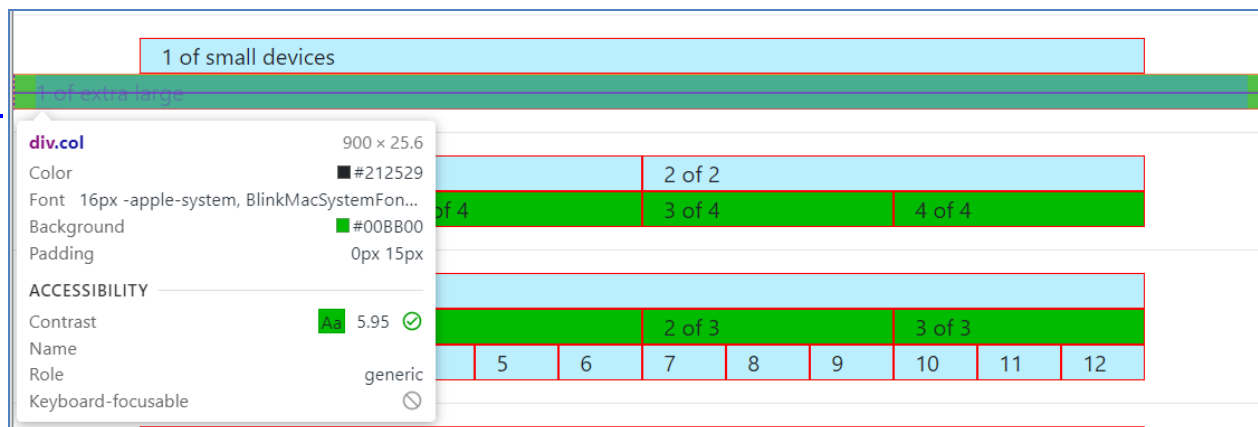 1 of small devices
1 of extra large
div.col 900 × 25.6
Color #212529
Font 16px -apple-system, BlinkMacSystemFon...
Background #00BB00
Padding 0px 15px
ACCESSIBILITY
Contrast Aa 5.95
Name
Role generic
Keyboard-focusable
2 of 2
of 4 3 of 4 4 of 4
2 of 3 3 of 3
5 6 7 8 9 10 11 12